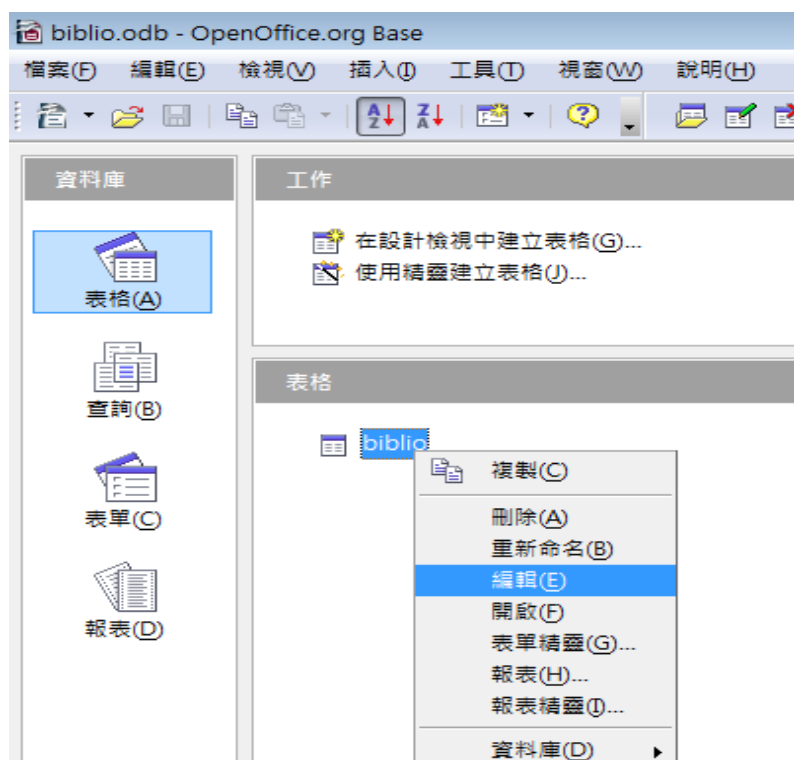 biblio.odb - OpenOffice.org Base
檔案(F) 編輯(E) 檢視(V) 插入(I) 工具(T) 視窗(W) 說明(H)
資料庫
表格(A)
查詢(B)
表單(C)
報表(D)
工作
在設計檢視中建立表格(G)...
使用精靈建立表格(J)...
表格
biblio
複製(C)
刪除(A)
重新命名(B)
編輯(E)
開啟(F)
表單精靈(G)...
報表(H)...
報表精靈(I)...
資料庫(D)